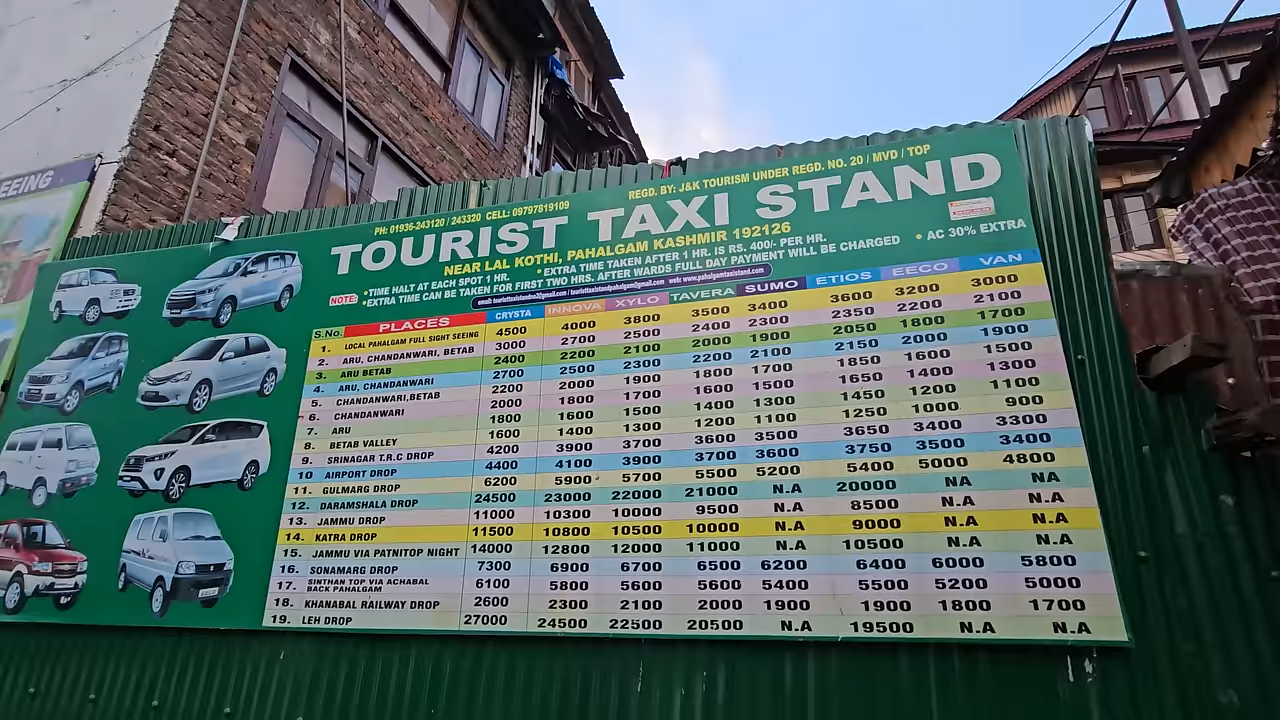 EEING
PH: 01936-243120 / 243320 CELL: 09797819109 REGD. BY: J&K TOURISM UNDER REGD. NO. 20 / MVD / TOP
TOURIST TAXI STAND
NEAR LAL KOTHI, PAHALGAM KASHMIR 192126
NOTE: •TIME HALT AT EACH SPOT 1 HR. •EXTRA TIME TAKEN AFTER 1 HR. IS RS. 400/- PER HR. • AC 30% EXTRA
•EXTRA TIME CAN BE TAKEN FOR FIRST TWO HRS. AFTER WARDS FULL DAY PAYMENT WILL BE CHARGED
email: touristtaxistandno2@gmail.com / touristtaxistandpahalgam@gmail.com web: www.pahalgamtaxistand.com
S.No. PLACES CRYSTA INNOVA XYLO TAVERA SUMO ETIOS EECO VAN
1. LOCAL PAHALGAM FULL SIGHT SEEING 4500 4000 3800 3500 3400 3600 3200 3000
2. ARU, CHANDANWARI, BETAB 3000 2700 2500 2400 2300 2350 2200 2100
3. ARU BETAB 2400 2200 2100 2000 1900 2050 1800 1700
4. ARU, CHANDANWARI 2700 2500 2300 2200 2100 2150 2000 1900
5. CHANDANWARI,BETAB 2200 2000 1900 1800 1700 1850 1600 1500
6. CHANDANWARI 2000 1800 1700 1600 1500 1650 1400 1300
7. ARU 1800 1600 1500 1400 1300 1450 1200 1100
8. BETAB VALLEY 1600 1400 1300 1200 1100 1250 1000 900
9. SRINAGAR T.R.C DROP 4200 3900 3700 3600 3500 3650 3400 3300
10 AIRPORT DROP 4400 4100 3900 3700 3600 3750 3500 3400
11. GULMARG DROP 6200 5900 5700 5500 5200 5400 5000 4800
12. DARAMSHALA DROP 24500 23000 22000 21000 N.A 20000 NA NA
13. JAMMU DROP 11000 10300 10000 9500 N.A 8500 N.A N.A
14. KATRA DROP 11500 10800 10500 10000 N.A 9000 N.A N.A
15. JAMMU VIA PATNITOP NIGHT 14000 12800 12000 11000 N.A 10500 N.A N.A
16. SONAMARG DROP 7300 6900 6700 6500 6200 6400 6000 5800
17. SINTHAN TOP VIA ACHABAL BACK PAHALGAM 6100 5800 5600 5600 5400 5500 5200 5000
18. KHANABAL RAILWAY DROP 2600 2300 2100 2000 1900 1900 1800 1700
19. LEH DROP 27000 24500 22500 20500 N.A 19500 N.A N.A